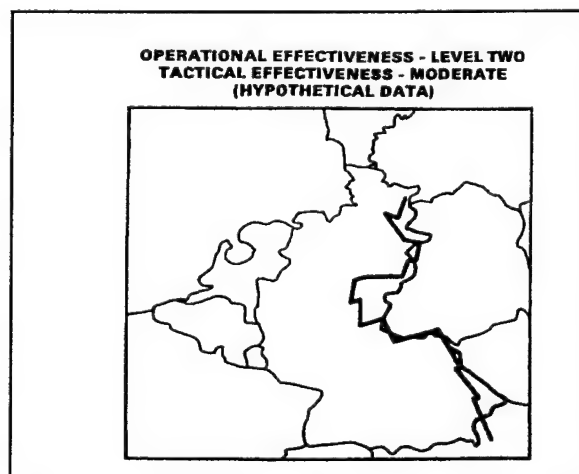 OPERATIONAL EFFECTIVENESS - LEVEL TWO
TACTICAL EFFECTIVENESS - MODERATE
(HYPOTHETICAL DATA)